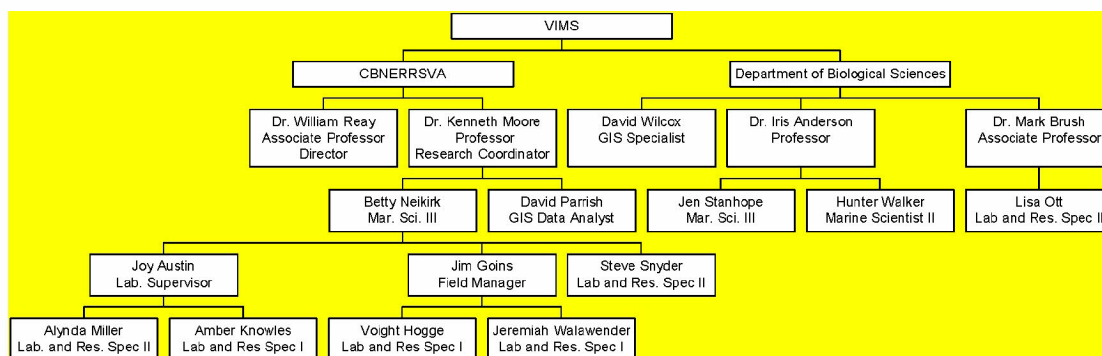 VIMS
CBNERRSVA
Department of Biological Sciences
Dr. William Reay
Associate Professor
Director
Dr. Kenneth Moore
Professor
Research Coordinator
David Wilcox
GIS Specialist
Dr. Iris Anderson
Professor
Dr. Mark Brush
Associate Professor
Betty Neikirk
Mar. Sci. III
David Parrish
GIS Data Analyst
Jen Stanhope
Mar. Sci. III
Hunter Walker
Marine Scientist II
Lisa Ott
Lab and Res. Spec II
Joy Austin
Lab. Supervisor
Jim Goins
Field Manager
Steve Snyder
Lab and Res. Spec II
Alynda Miller
Lab. and Res. Spec II
Amber Knowles
Lab and Res. Spec I
Voight Hogge
Lab and Res Spec I
Jeremiah Walawender
Lab and Res. Spec I